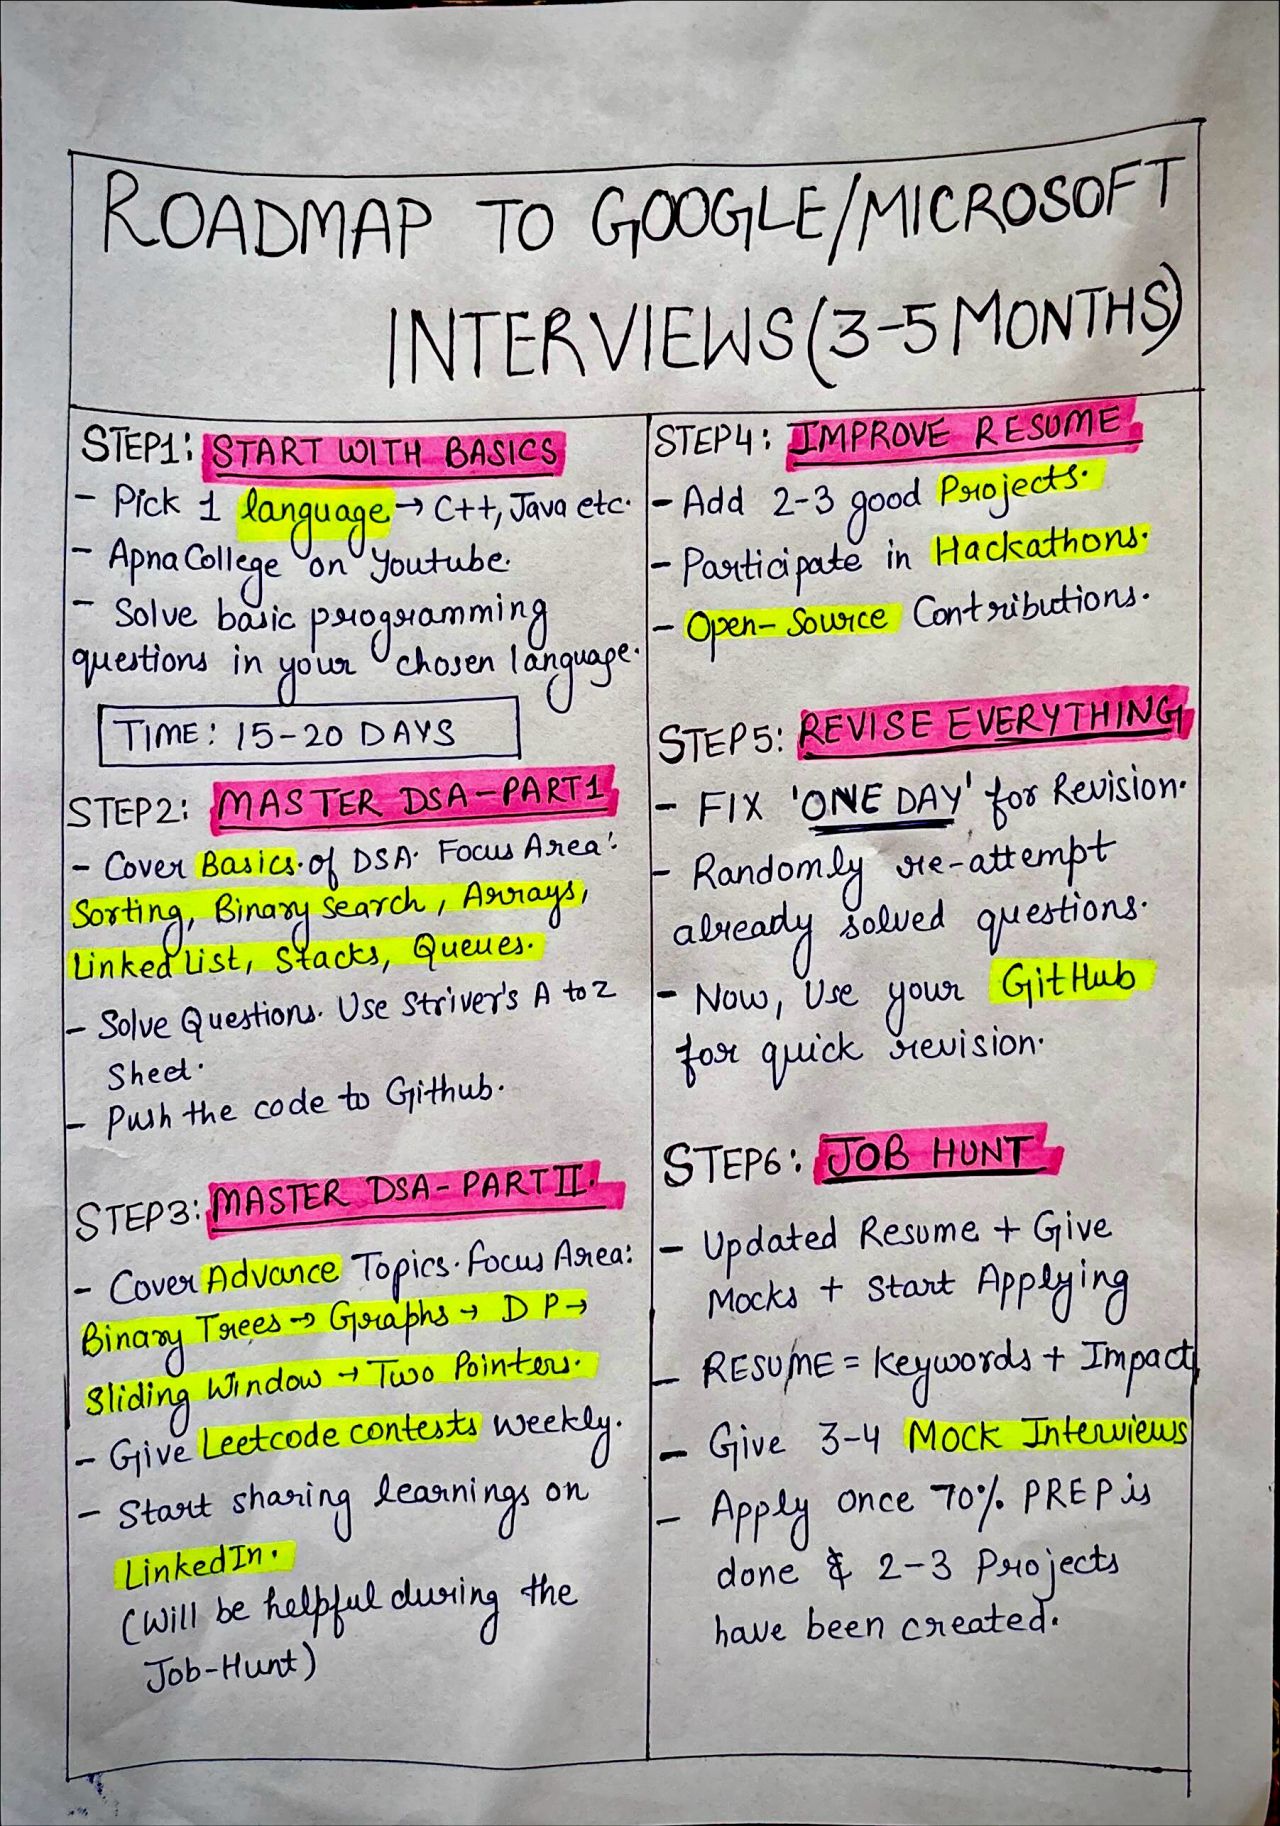 ROADMAP TO GOOGLE/MICROSOFT
INTERVIEWS (3-5 MONTHS)
STEP1: START WITH BASICS
- Pick 1 language → C++, Java etc.
- ApnaCollege on Youtube.
- Solve basic programming
questions in your chosen language.
TIME: 15-20 DAYS
STEP2: MASTER DSA-PART1
- Cover Basics of DSA. Focus Area:
Sorting, Binary Search, Arrays,
Linked List, Stacks, Queues.
- Solve Questions. Use Striver's A to Z
Sheet.
- Push the code to Github.
STEP3: MASTER DSA-PART II.
- Cover Advance Topics. Focus Area:
Binary Trees → Graphs → DP →
Sliding Window → Two Pointers.
- Give Leetcode contests weekly.
- Start sharing learnings on
LinkedIn.
(Will be helpful during the
Job-Hunt)
STEP4: IMPROVE RESUME
- Add 2-3 good Projects.
- Participate in Hackathons.
- Open-Source Contributions.
STEP5: REVISE EVERYTHING
- FIX 'ONE DAY' for Revision.
- Randomly re-attempt
already solved questions.
- Now, Use your GitHub
for quick revision.
STEP6: JOB HUNT
- Updated Resume + Give
Mocks + Start Applying
- RESUME = Keywords + Impact
- Give 3-4 Mock Interviews
- Apply Once 70% PREP is
done & 2-3 Projects
have been created.